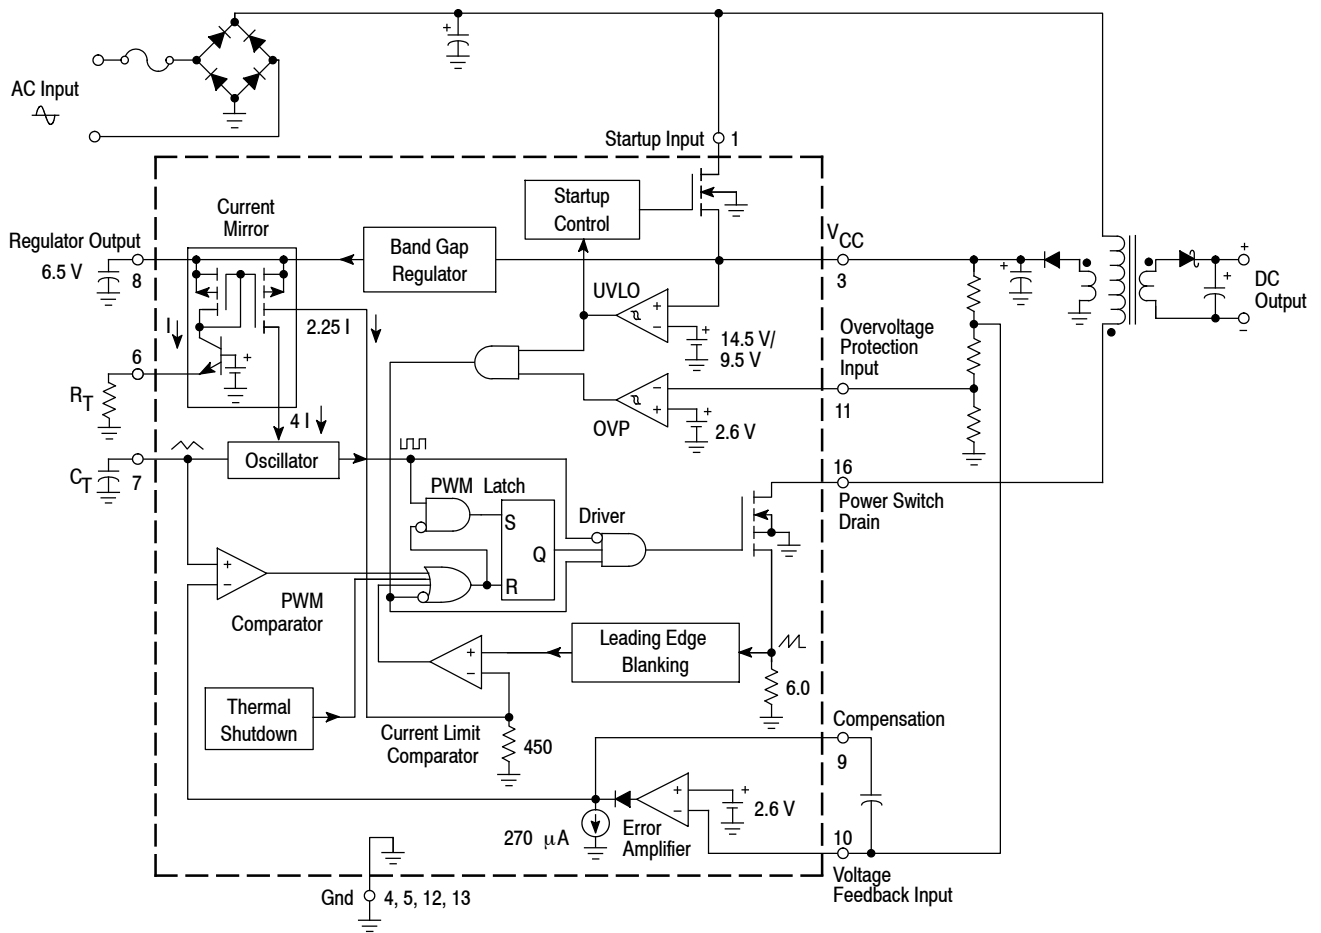 AC Input
Startup Input
1
Current
Mirror
Startup
Control
Regulator Output
6.5 V
8
Band Gap
Regulator
VCC
3
+
DC
Output
−
UVLO
14.5 V/
9.5 V
I
2.25 I
6
RT
4 I
Overvoltage
Protection
Input
11
OVP
2.6 V
CT
7
Oscillator
16
Power Switch
Drain
PWM Latch
S
Q
R
Driver
PWM
Comparator
Leading Edge
Blanking
6.0
Thermal
Shutdown
Current Limit
Comparator
450
Compensation
9
270 µA
Error
Amplifier
2.6 V
10
Voltage
Feedback Input
Gnd
4, 5, 12, 13